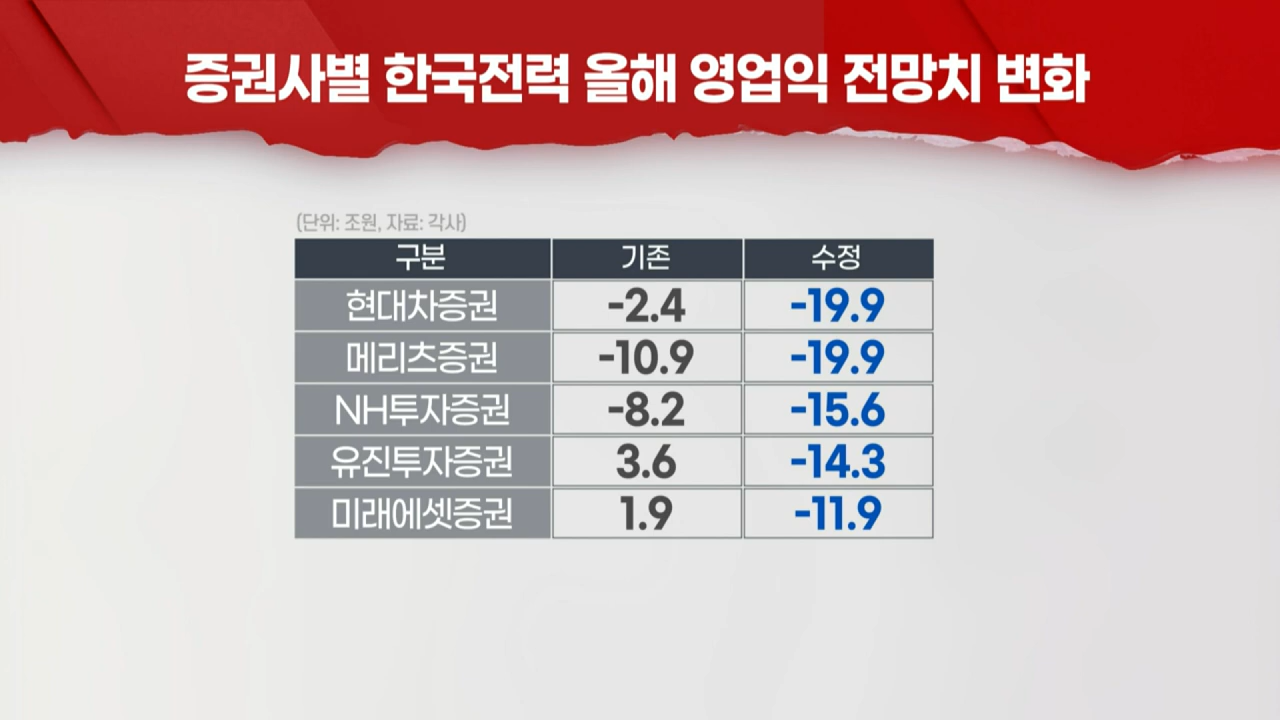 증권사별 한국전력 올해 영업익 전망치 변화
(단위: 조원, 자료: 각사)
구분 기존 수정
현대차증권 -2.4 -19.9
메리츠증권 -10.9 -19.9
NH투자증권 -8.2 -15.6
유진투자증권 3.6 -14.3
미래에셋증권 1.9 -11.9